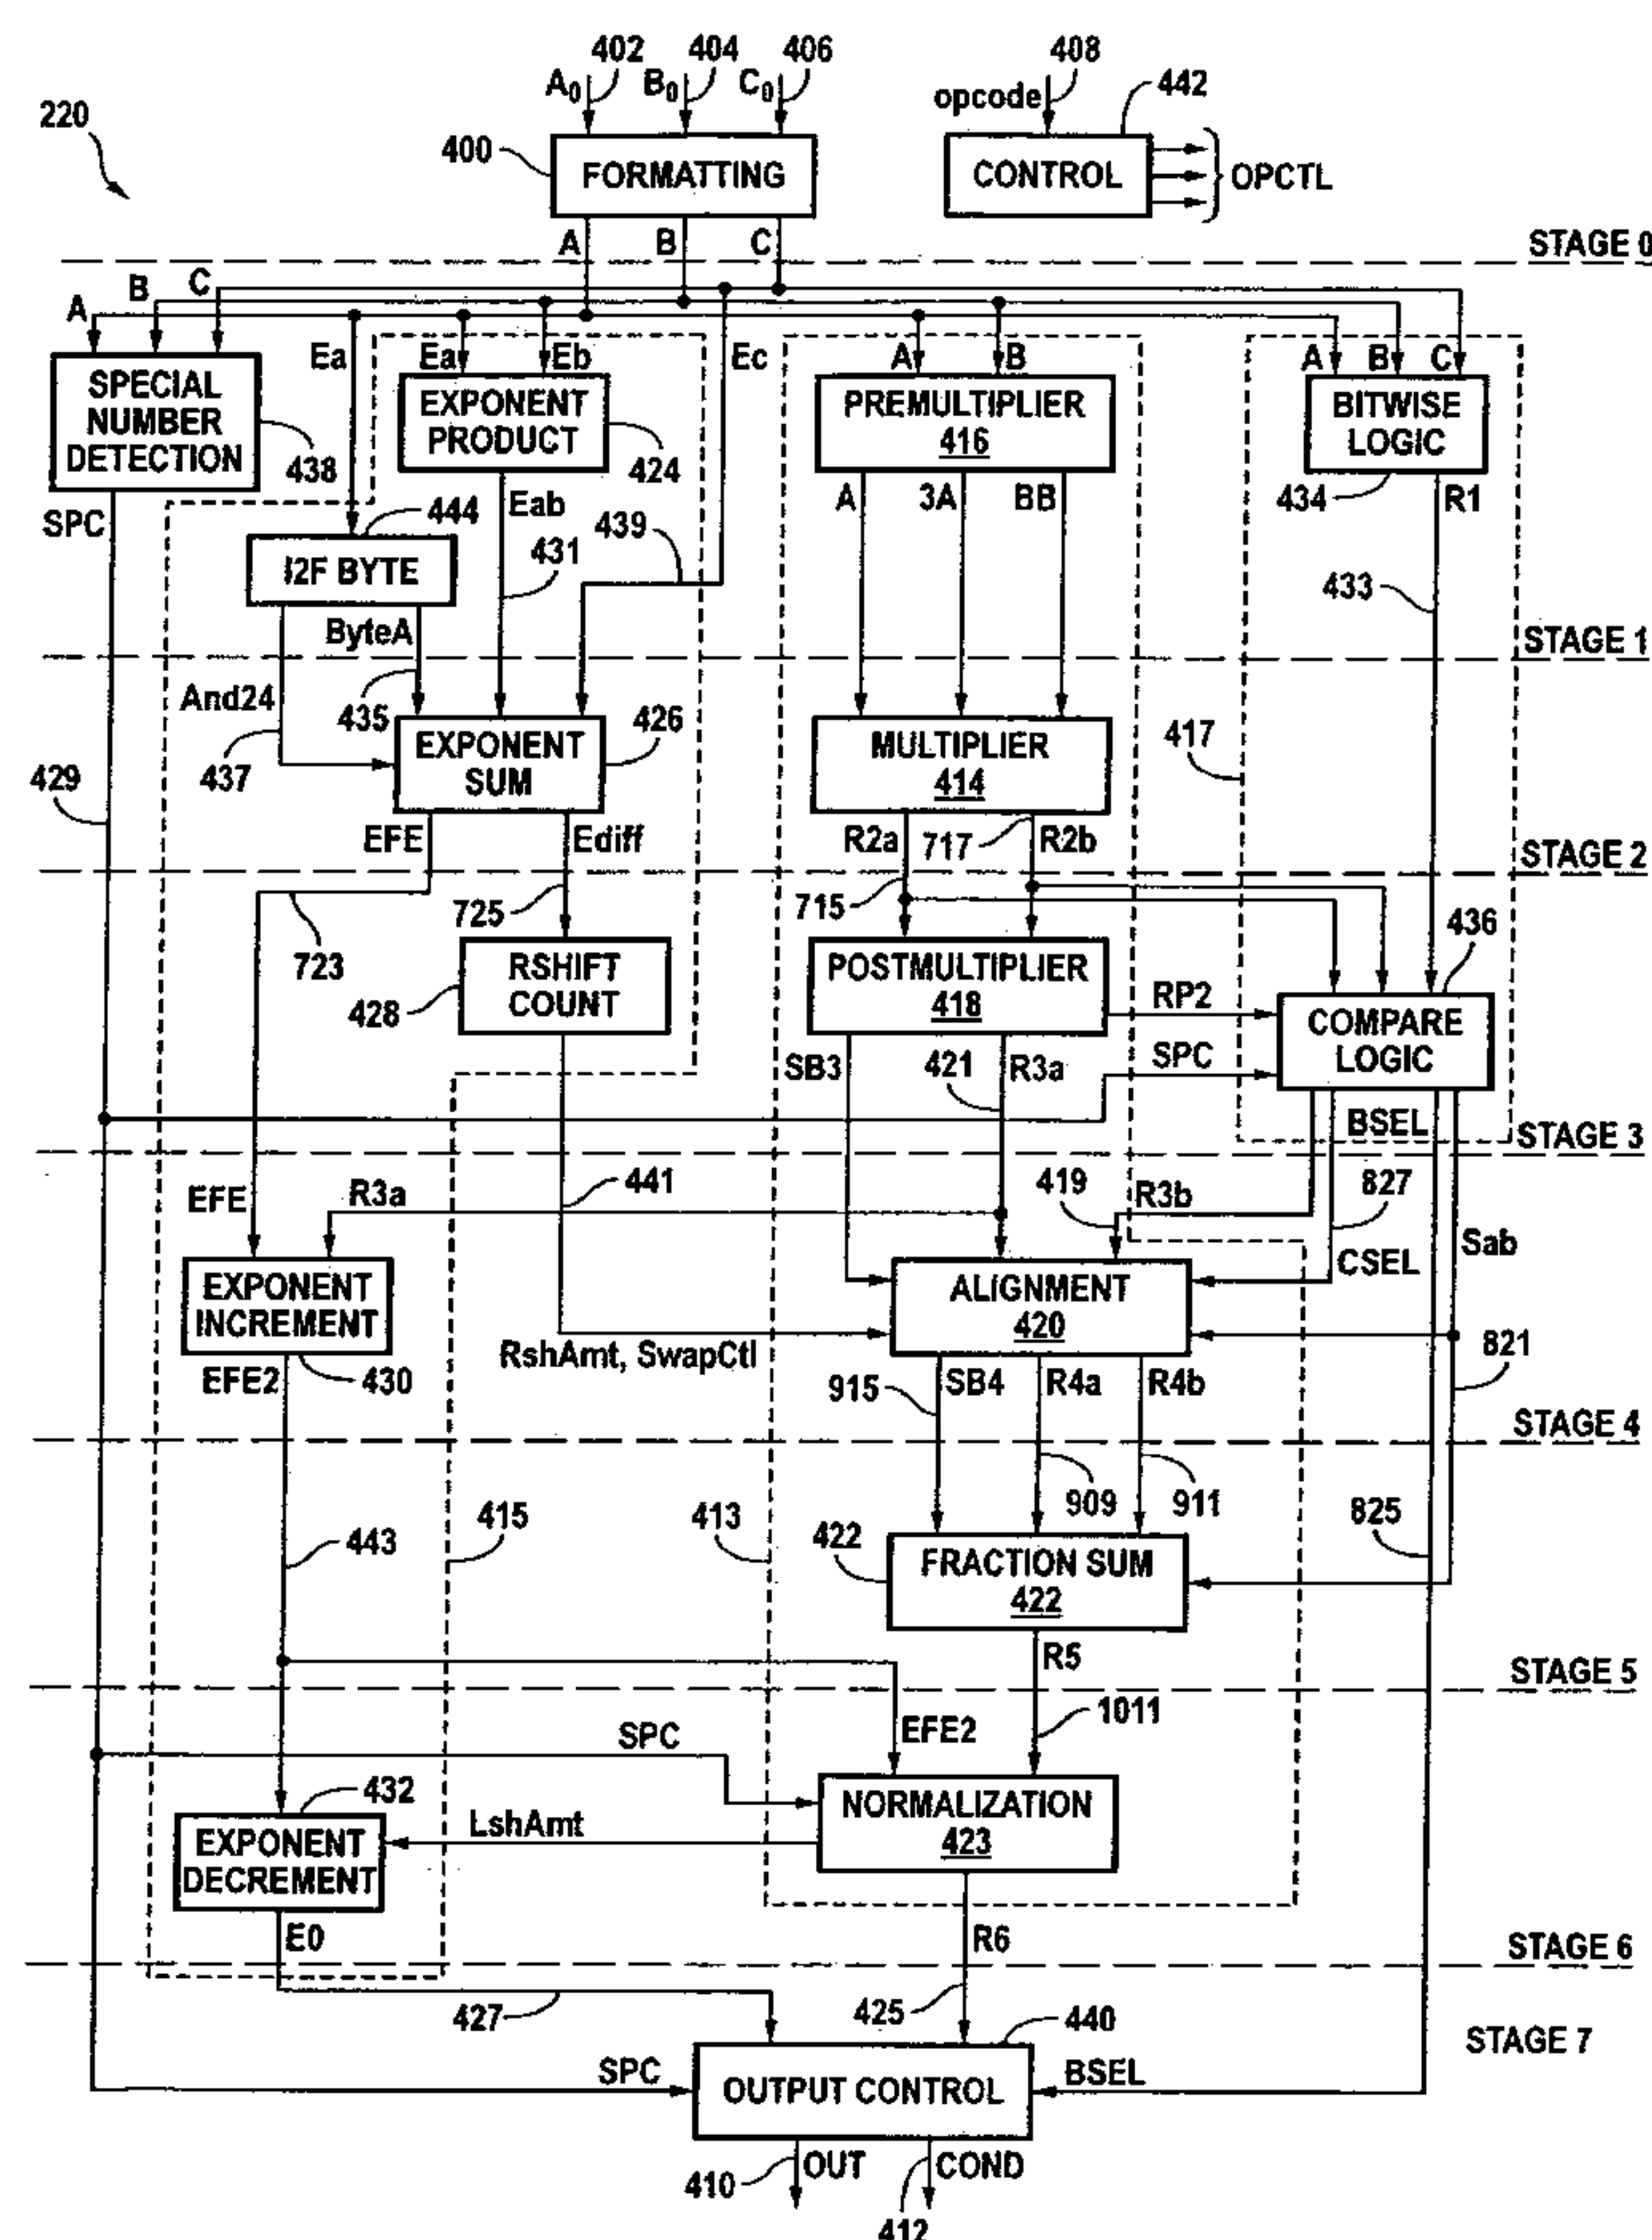 402 404 406 408
A0 B0 C0 opcode 442
220
400 FORMATTING CONTROL OPCTL
A B C
STAGE 0
A B C
Ea Ea Eb Ec A B A B C
SPECIAL NUMBER DETECTION
438
EXPONENT PRODUCT
424
PREMULTIPLIER
416
BITWISE LOGIC
434
SPC 444 Eab 439 A 3A BB R1
I2F BYTE 431
433
ByteA
STAGE 1
And24 435 426
437
EXPONENT SUM
MULTIPLIER
414
417
429
EFE Ediff R2a 717 R2b
STAGE 2
725 715
723
RSHIFT COUNT
428
POSTMULTIPLIER
418
RP2
436
COMPARE LOGIC
SB3 421 R3a SPC
BSEL
STAGE 3
EFE R3a 441 419 R3b 827
CSEL Sab
EXPONENT INCREMENT
ALIGNMENT
420
RshAmt, SwapCtl
821
EFE2 430 915 SB4 R4a R4b
STAGE 4
909 911
443 415 413 422 825
FRACTION SUM
422
R5
STAGE 5
EFE2 1011
SPC
432
NORMALIZATION
423
EXPONENT DECREMENT
LshAmt
E0 R6
STAGE 6
427 425 440
STAGE 7
SPC OUTPUT CONTROL BSEL
410 OUT COND
412